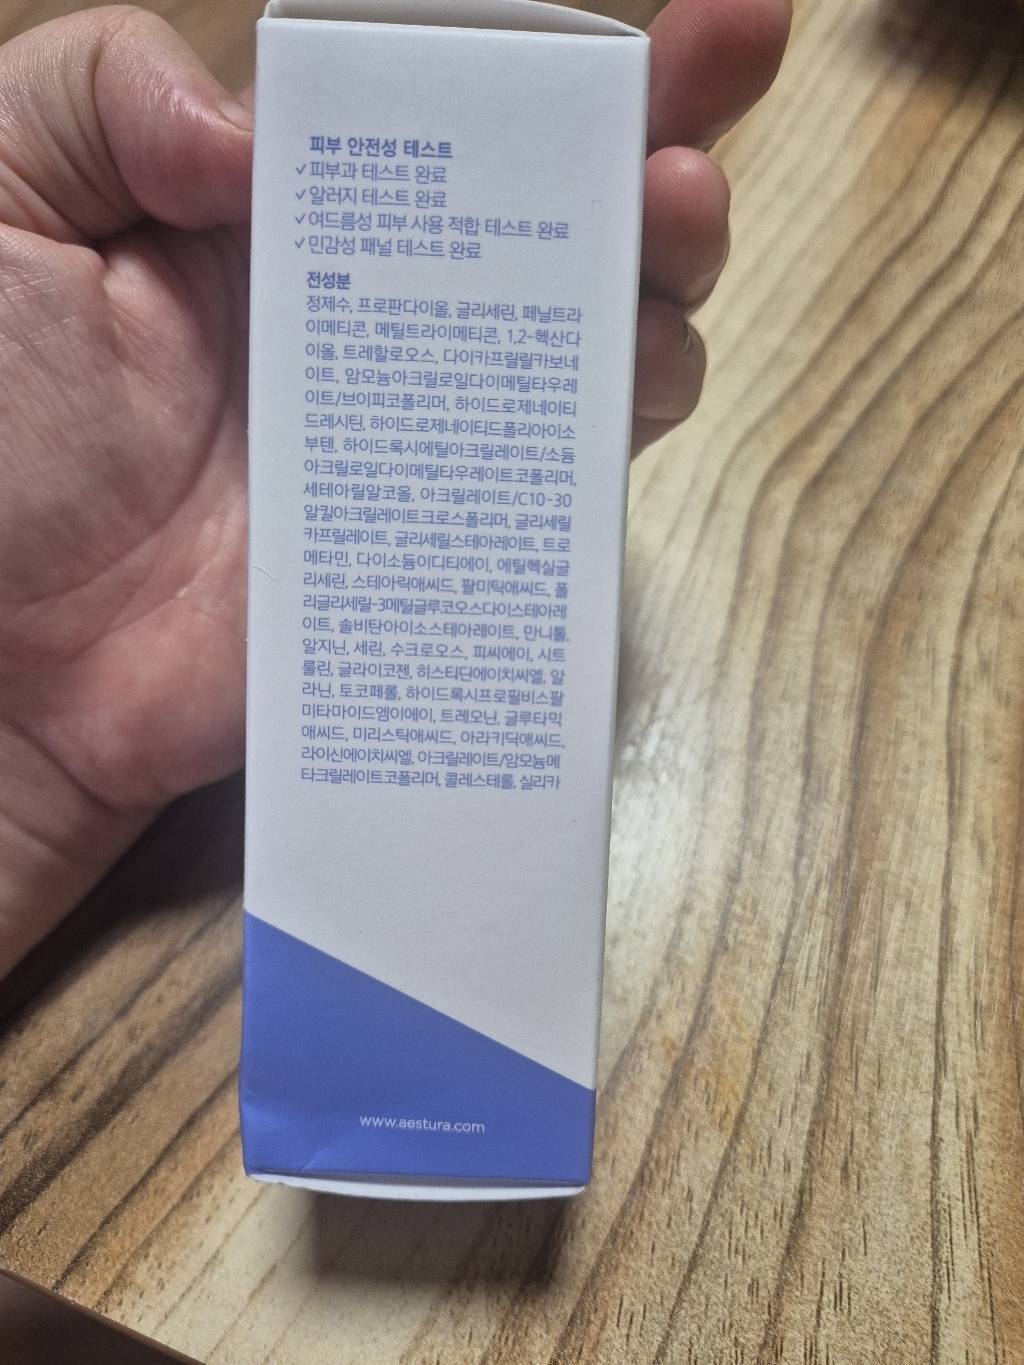 피부 안전성 테스트
✓피부과 테스트 완료
✓알러지 테스트 완료
✓여드름성 피부 사용 적합 테스트 완료
✓민감성 패널 테스트 완료
전성분
정제수, 프로판다이올, 글리세린, 페닐트라
이메티콘, 메틸트라이메티콘, 1,2-헥산다
이올, 트레할로오스, 다이카프릴릴카보네
이트, 암모늄아크릴로일다이메틸타우레
이트/브이피코폴리머, 하이드로제네이티
드레시틴, 하이드로제네이티드폴리아이소
부텐, 하이드록시에틸아크릴레이트/소듐
아크릴로일다이메틸타우레이트코폴리머,
세테아릴알코올, 아크릴레이트/C10-30
알킬아크릴레이트크로스폴리머, 글리세릴
카프릴레이트, 글리세릴스테아레이트, 트로
메타민, 다이소듐이디티에이, 에틸헥실글
리세린, 스테아릭애씨드, 팔미틱애씨드, 폴
리글리세릴-3메틸글루코오스다이스테아레
이트, 솔비탄아이소스테아레이트, 만니톨,
알지닌, 세린, 수크로오스, 피씨에이, 시트
룰린, 글라이코젠, 히스티딘에이치씨엘, 알
라닌, 토코페롤, 하이드록시프로필비스팔
미타마이드엠이에이, 트레오닌, 글루타믹
애씨드, 미리스틱애씨드, 아라키딕애씨드,
라이신에이치씨엘, 아크릴레이트/암모늄메
타크릴레이트코폴리머, 콜레스테롤, 실리카
www.aestura.com